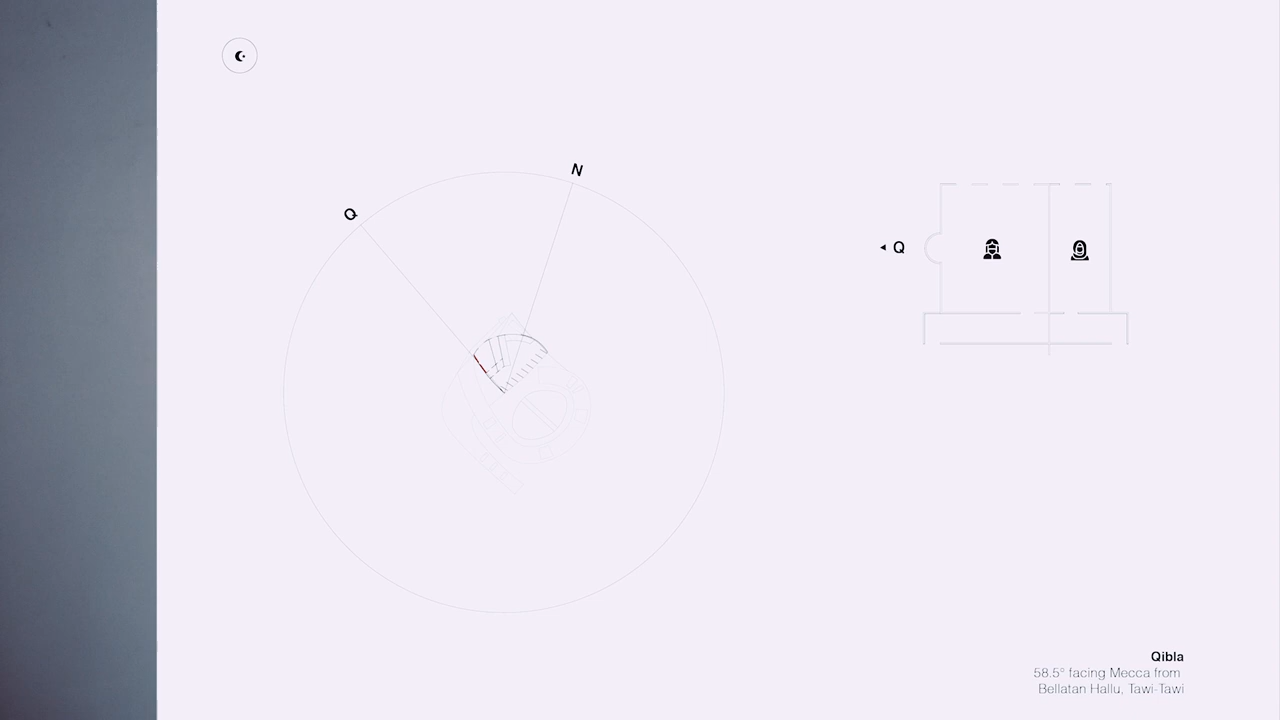 N
Q
Q
Qibla
58.5° facing Mecca from
Bellatan Hallu, Tawi-Tawi